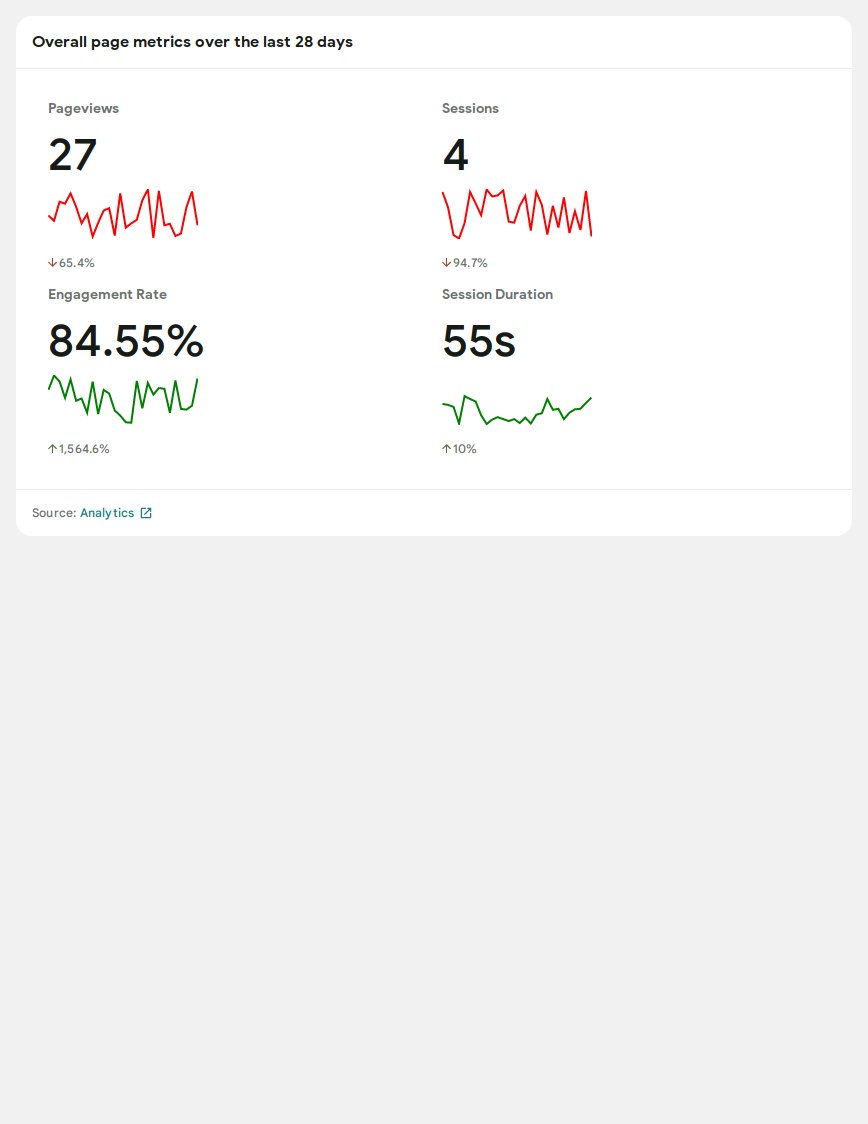 Overall page metrics over the last 28 days
Pageviews
27
65.4%
Sessions
4
94.7%
Engagement Rate
84.55%
1,564.6%
Session Duration
55s
10%
Source: Analytics